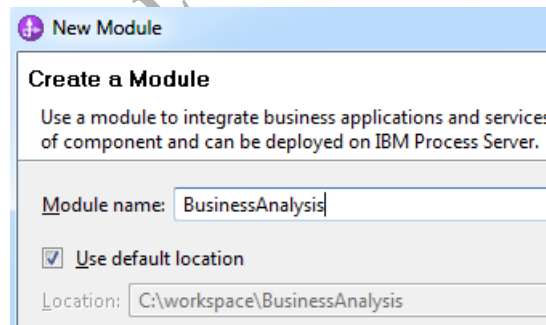 New Module
Create a Module
Use a module to integrate business applications and services
of component and can be deployed on IBM Process Server.
Module name: BusinessAnalysis
Use default location
Location: C:\workspace\BusinessAnalysis